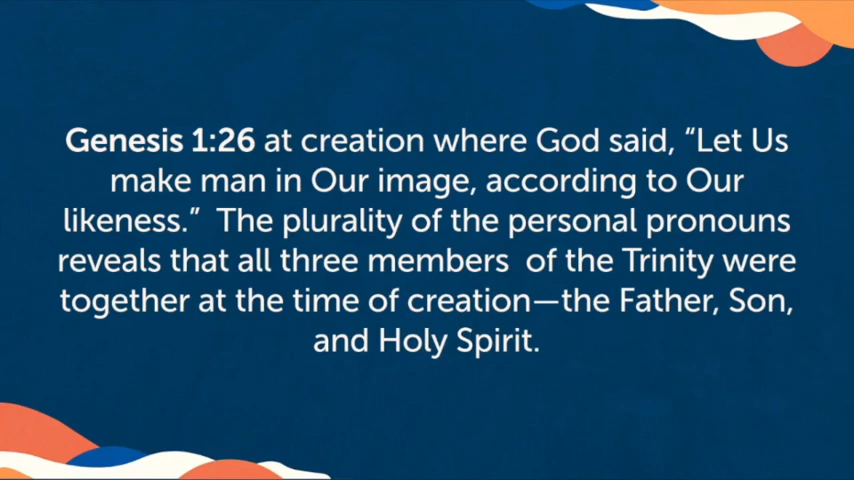 Genesis 1:26 at creation where God said, “Let Us
make man in Our image, according to Our
likeness.”  The plurality of the personal pronouns
reveals that all three members  of the Trinity were
together at the time of creation—the Father, Son,
and Holy Spirit.